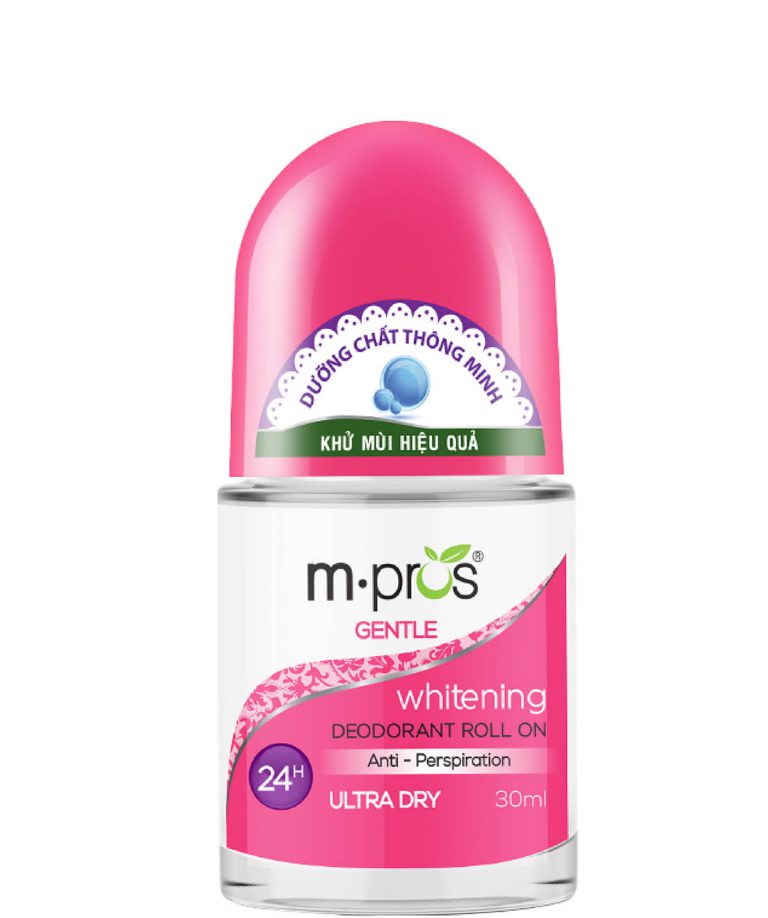 DƯỠNG CHẤT THÔNG MINH
KHỬ MÙI HIỆU QUẢ
m·pros®
GENTLE
whitening
DEODORANT ROLL ON
Anti - Perspiration
24H
ULTRA DRY 30ml